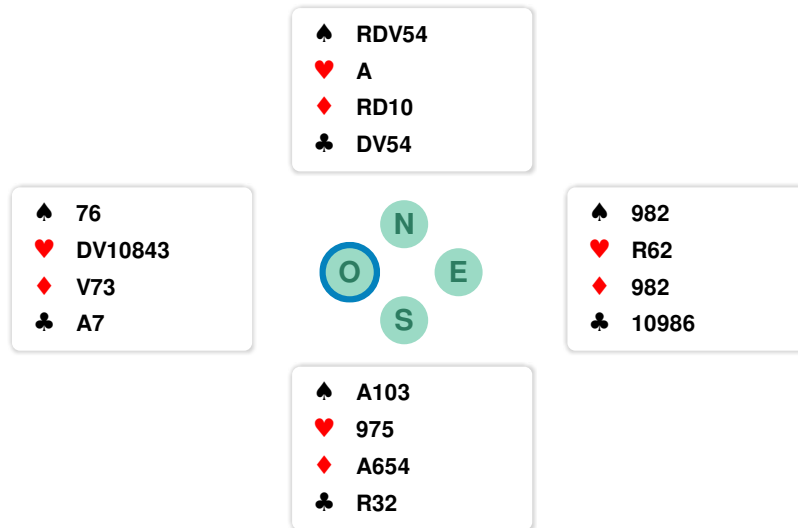 ♠ RDV54
♥ A
♦ RD10
♣ DV54
♠ 76
♥ DV10843
♦ V73
♣ A7
N
O
E
S
♠ 982
♥ R62
♦ 982
♣ 10986
♠ A103
♥ 975
♦ A654
♣ R32